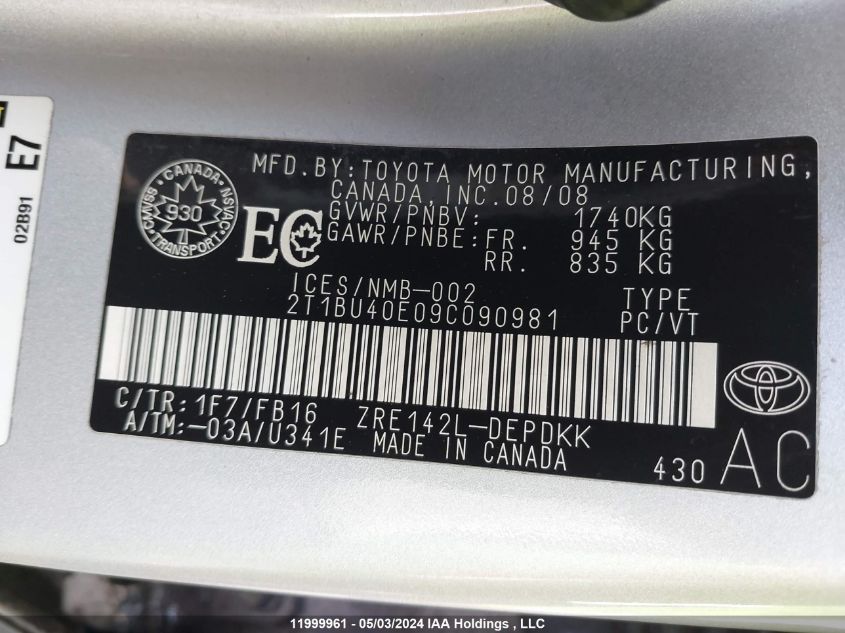 E7
02B91
CANADA
CMVSS
NSVAC
930
TRANSPORT
EC
MFD.BY:TOYOTA MOTOR MANUFACTURING,
CANADA,INC.08/08
GVWR/PNBV: 1740KG
GAWR/PNBE:FR. 945 KG
RR. 835 KG
ICES/NMB-002 TYPE
2T1BU40E09C090981 PC/VT
C/TR:1F7/FB16 ZRE142L-DEPDKK
A/TM:-03A/U341E MADE IN CANADA
430 AC
11999961 - 05/03/2024 IAA Holdings , LLC